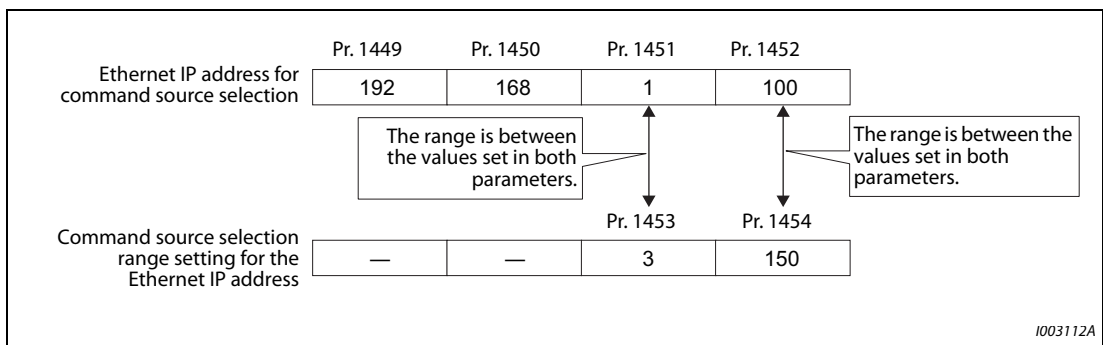 Pr. 1449 Pr. 1450 Pr. 1451 Pr. 1452
Ethernet IP address for
command source selection
192 168 1 100
The range is between
the values set in both
parameters.
The range is between the
values set in both
parameters.
Pr. 1453 Pr. 1454
Command source selection
range setting for the
Ethernet IP address
— — 3 150
I003112A